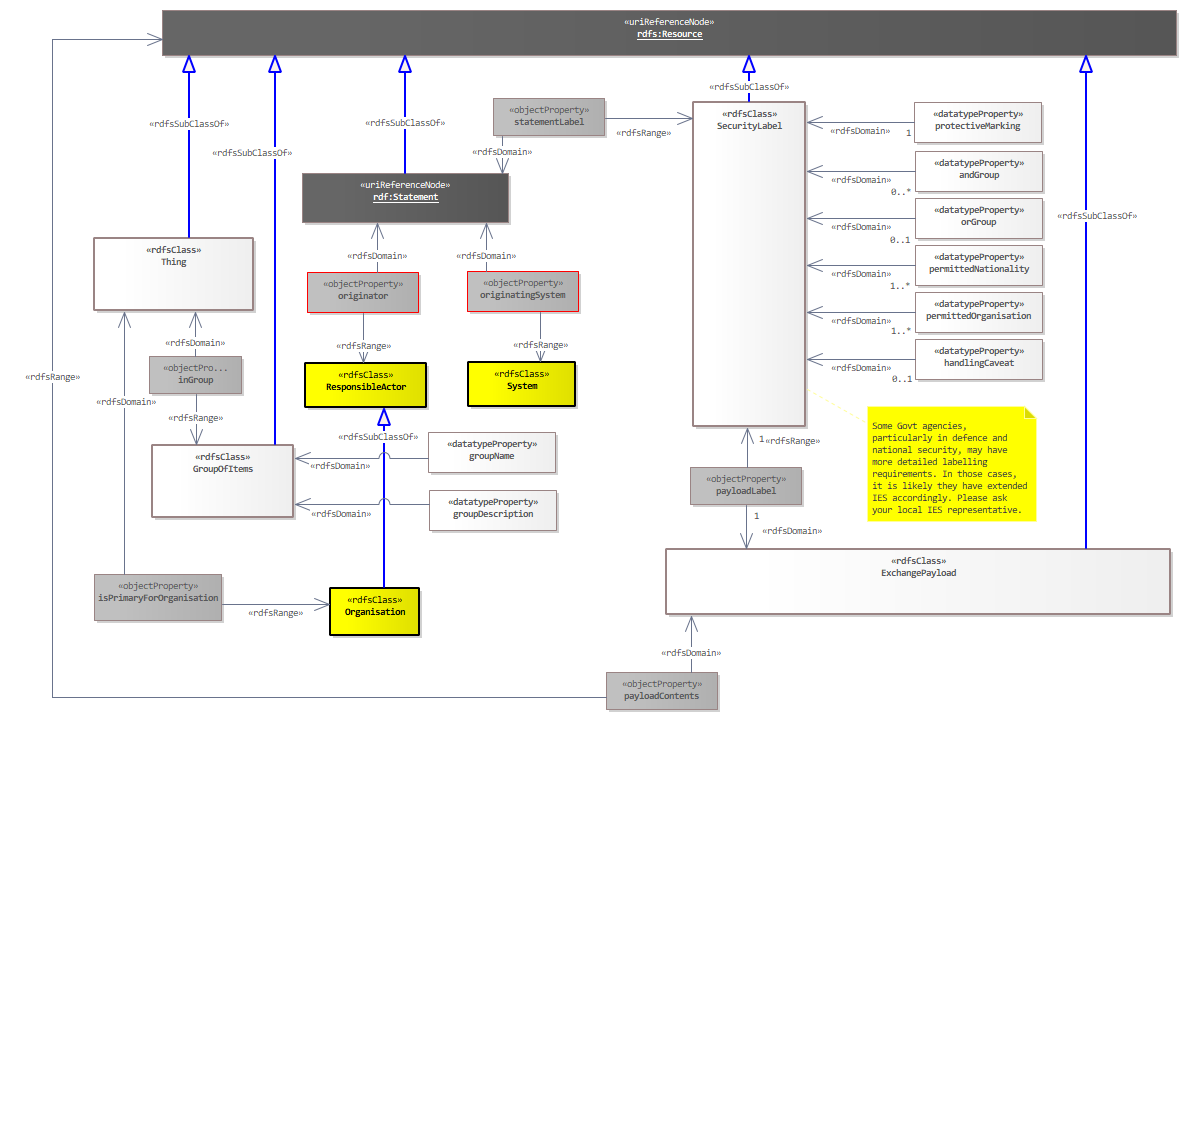 «uriReferenceNode»
rdfs:Resource
«objectProperty»
statementLabel
«rdfsSubClassOf»
«rdfsSubClassOf»
«rdfsSubClassOf»
«rdfsSubClassOf»
«rdfsRange»
«rdfsDomain»
«rdfsClass»
SecurityLabel
«datatypeProperty»
protectiveMarking
«rdfsDomain»
1
«datatypeProperty»
andGroup
«rdfsDomain»
0..*
«datatypeProperty»
orGroup
«rdfsDomain»
0..1
«datatypeProperty»
permittedNationality
«rdfsDomain»
1..*
«datatypeProperty»
permittedOrganisation
«rdfsDomain»
1..*
«datatypeProperty»
handlingCaveat
«rdfsDomain»
0..1
«rdfsSubClassOf»
«uriReferenceNode»
rdf:Statement
«rdfsClass»
Thing
«rdfsDomain»
«rdfsDomain»
«objectProperty»
originator
«objectProperty»
originatingSystem
«rdfsRange»
«rdfsRange»
«rdfsDomain»
«objectPro...
inGroup
«rdfsRange»
«rdfsDomain»
«rdfsRange»
«rdfsClass»
ResponsibleActor
«rdfsClass»
System
«rdfsSubClassOf»
«rdfsClass»
GroupOfItems
«datatypeProperty»
groupName
«rdfsDomain»
«datatypeProperty»
groupDescription
«rdfsDomain»
Some Govt agencies,
particularly in defence and
national security, may have
more detailed labelling
requirements. In those cases,
it is likely they have extended
IES accordingly. Please ask
your local IES representative.
1
«rdfsRange»
«objectProperty»
payloadLabel
1
«rdfsDomain»
«rdfsClass»
ExchangePayload
«objectProperty»
isPrimaryForOrganisation
«rdfsRange»
«rdfsClass»
Organisation
«rdfsDomain»
«objectProperty»
payloadContents